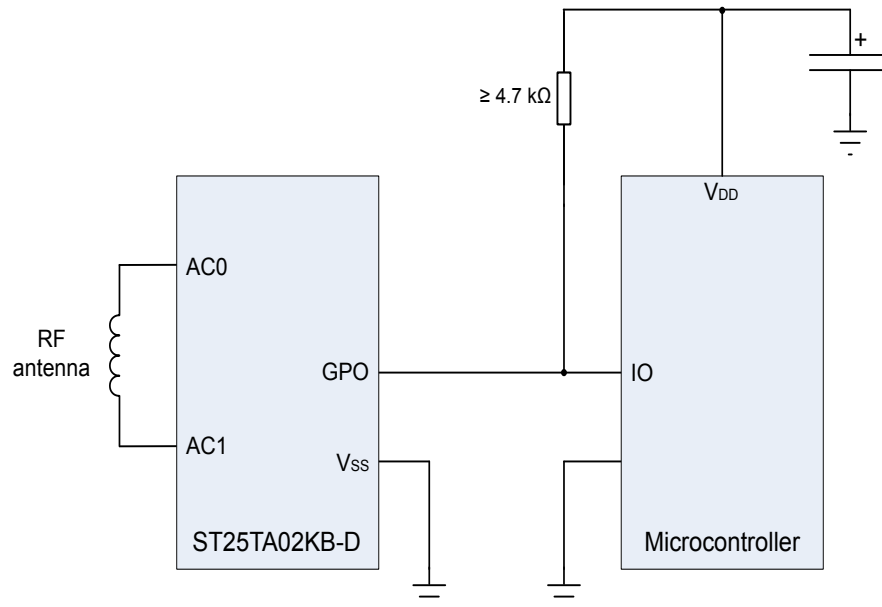 +
≥ 4.7 kΩ
VDD
AC0
RF
antenna
GPO
IO
AC1
VSS
ST25TA02KB-D
Microcontroller